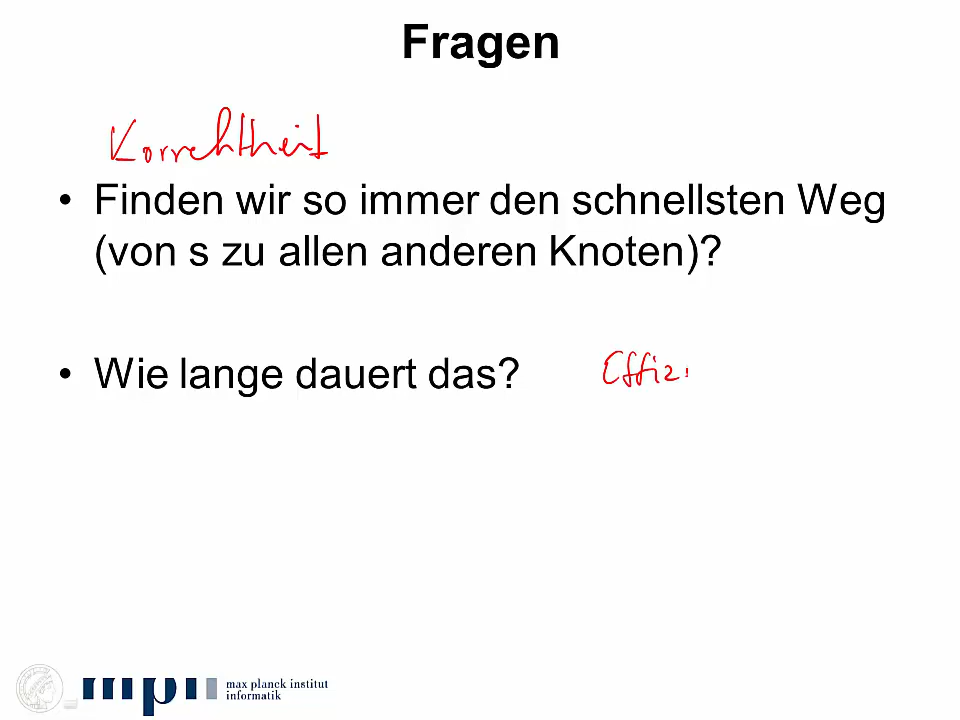 Fragen
Korrektheit
• Finden wir so immer den schnellsten Weg
(von s zu allen anderen Knoten)?
• Wie lange dauert das? Effiz.
max planck institut
informatik